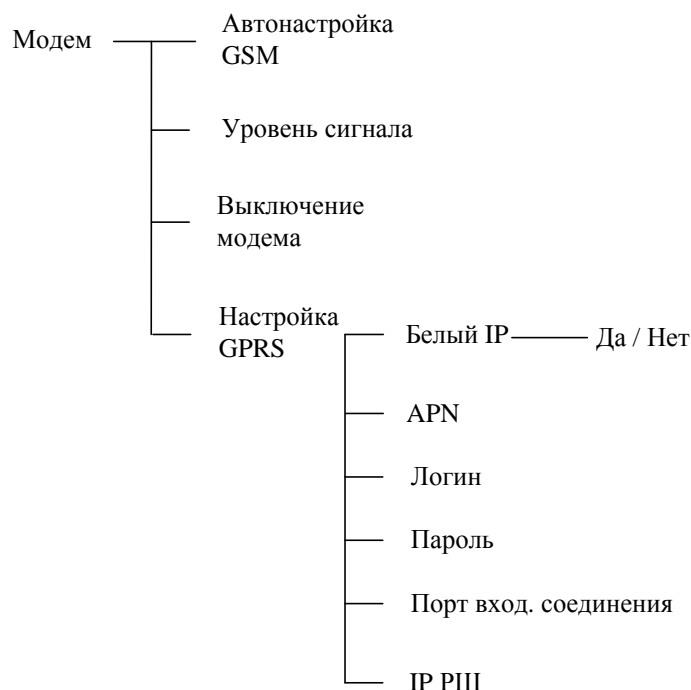 Модем
Автонастройка
GSM
Уровень сигнала
Выключение
модема
Настройка
GPRS
Белый IP
Да / Нет
APN
Логин
Пароль
Порт вход. соединения
IP РШ